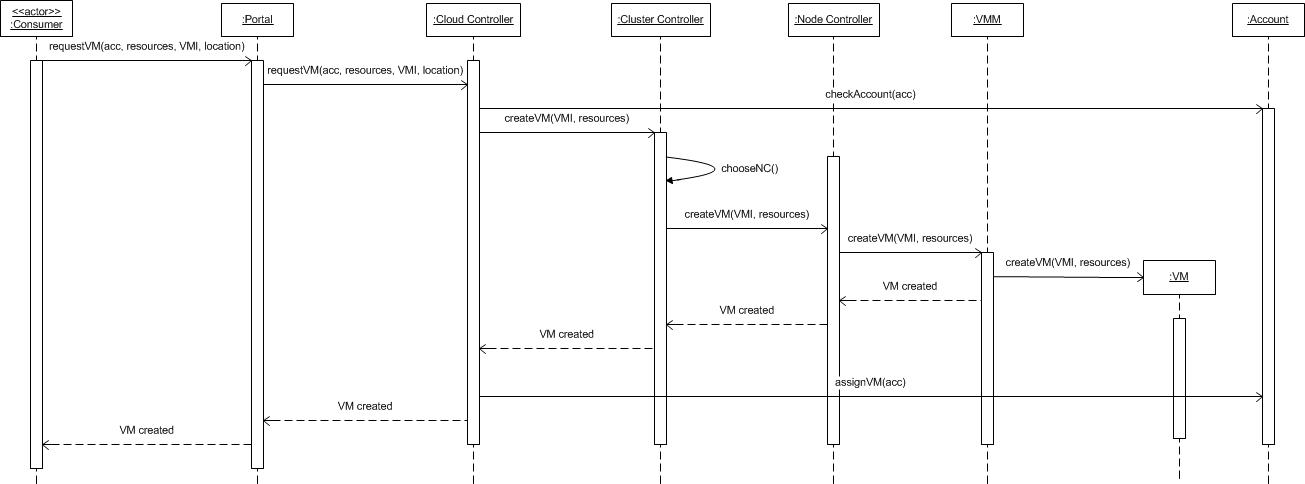 <<actor>>
:Consumer
:Portal
:Cloud Controller
:Cluster Controller
:Node Controller
:VMM
:Account
requestVM(acc, resources, VMI, location)
requestVM(acc, resources, VMI, location)
checkAccount(acc)
createVM(VMI, resources)
chooseNC()
createVM(VMI, resources)
createVM(VMI, resources)
createVM(VMI, resources)
:VM
VM created
VM created
VM created
assignVM(acc)
VM created
VM created